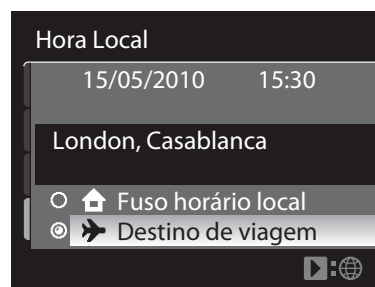 Hora Local
15/05/2010 15:30
London, Casablanca
Fuso horário local
Destino de viagem
: